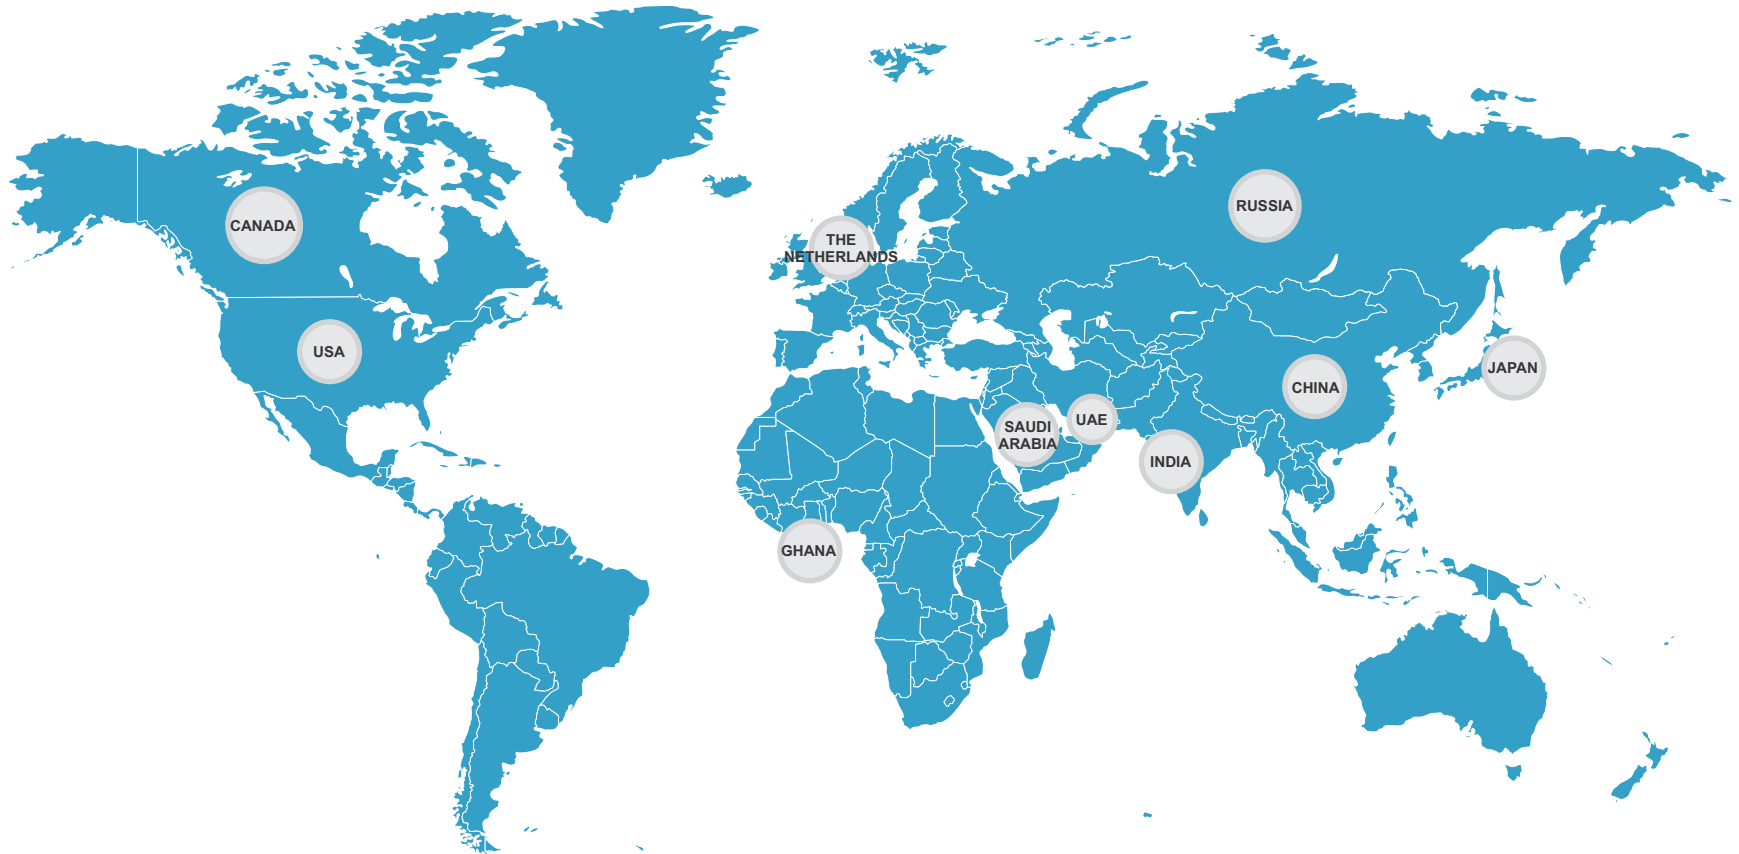 CANADA
RUSSIA
THE
NETHERLANDS
USA
JAPAN
CHINA
UAE
SAUDI
ARABIA
INDIA
GHANA